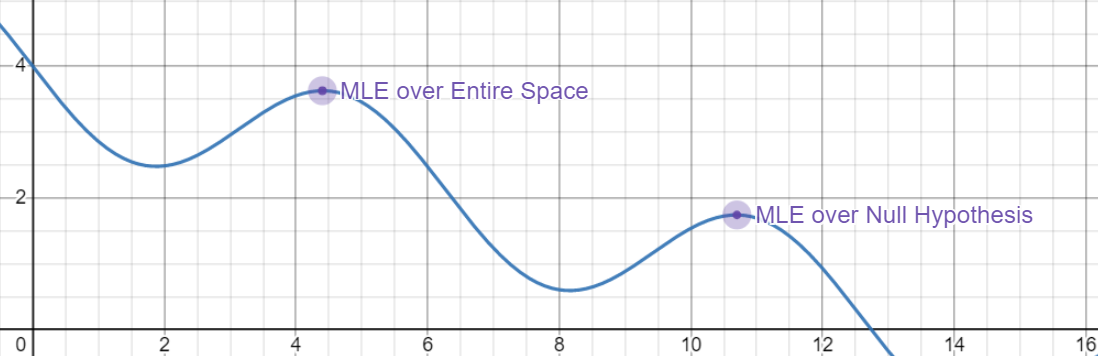 4
MLE over Entire Space
2
MLE over Null Hypothesis
0 2 4 6 8 10 12 14 16